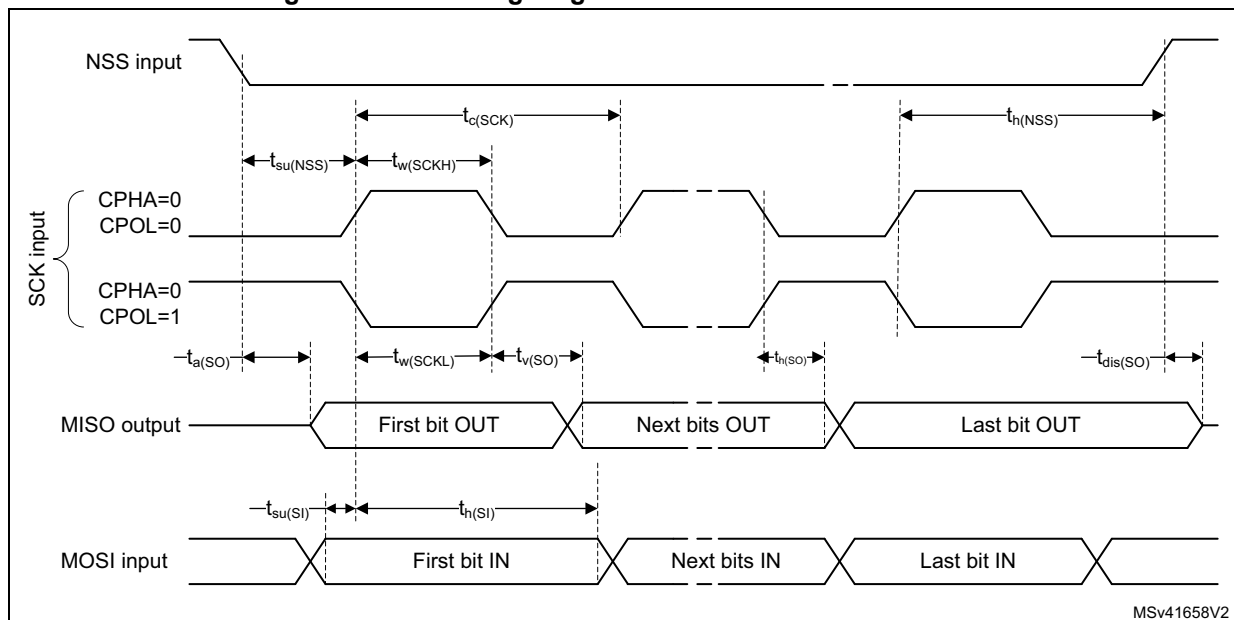 NSS input
tc(SCK)
th(NSS)
tsu(NSS)
tw(SCKH)
SCK input
CPHA=0
CPOL=0
CPHA=0
CPOL=1
ta(SO)
tw(SCKL)
tv(SO)
th(SO)
tdis(SO)
MISO output
First bit OUT
Next bits OUT
Last bit OUT
tsu(SI)
th(SI)
MOSI input
First bit IN
Next bits IN
Last bit IN
MSv41658V2